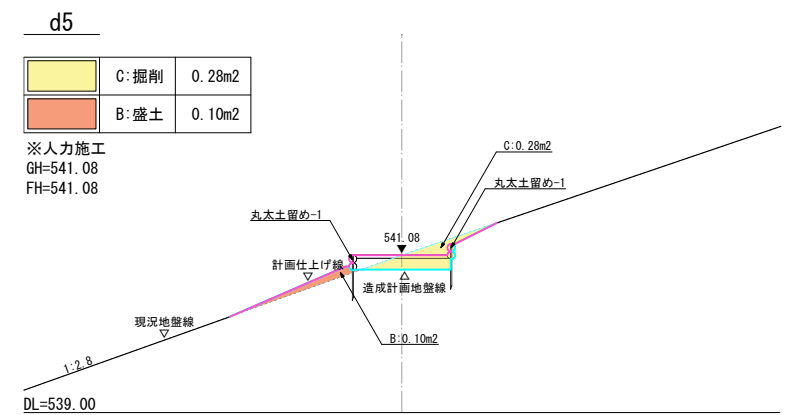 d5
C:掘削 0.28m2
B:盛土 0.10m2
※人力施工
GH=541.08
FH=541.08
C:0.28m2
丸太土留め-1
丸太土留め-1
541.08
計画仕上げ線
造成計画地盤線
現況地盤線
B:0.10m2
1:2.8
DL=539.00